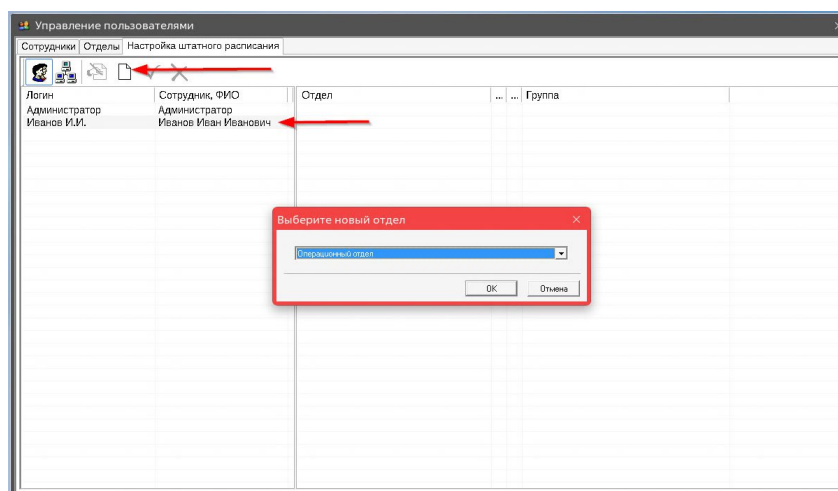 Управление пользователями
Сотрудники Отделы Настройка штатного расписания
Логин Сотрудник, ФИО Отдел ... ... Группа
Администратор Администратор
Иванов И.И. Иванов Иван Иванович
Выберите новый отдел
Операционный отдел
OK Отмена